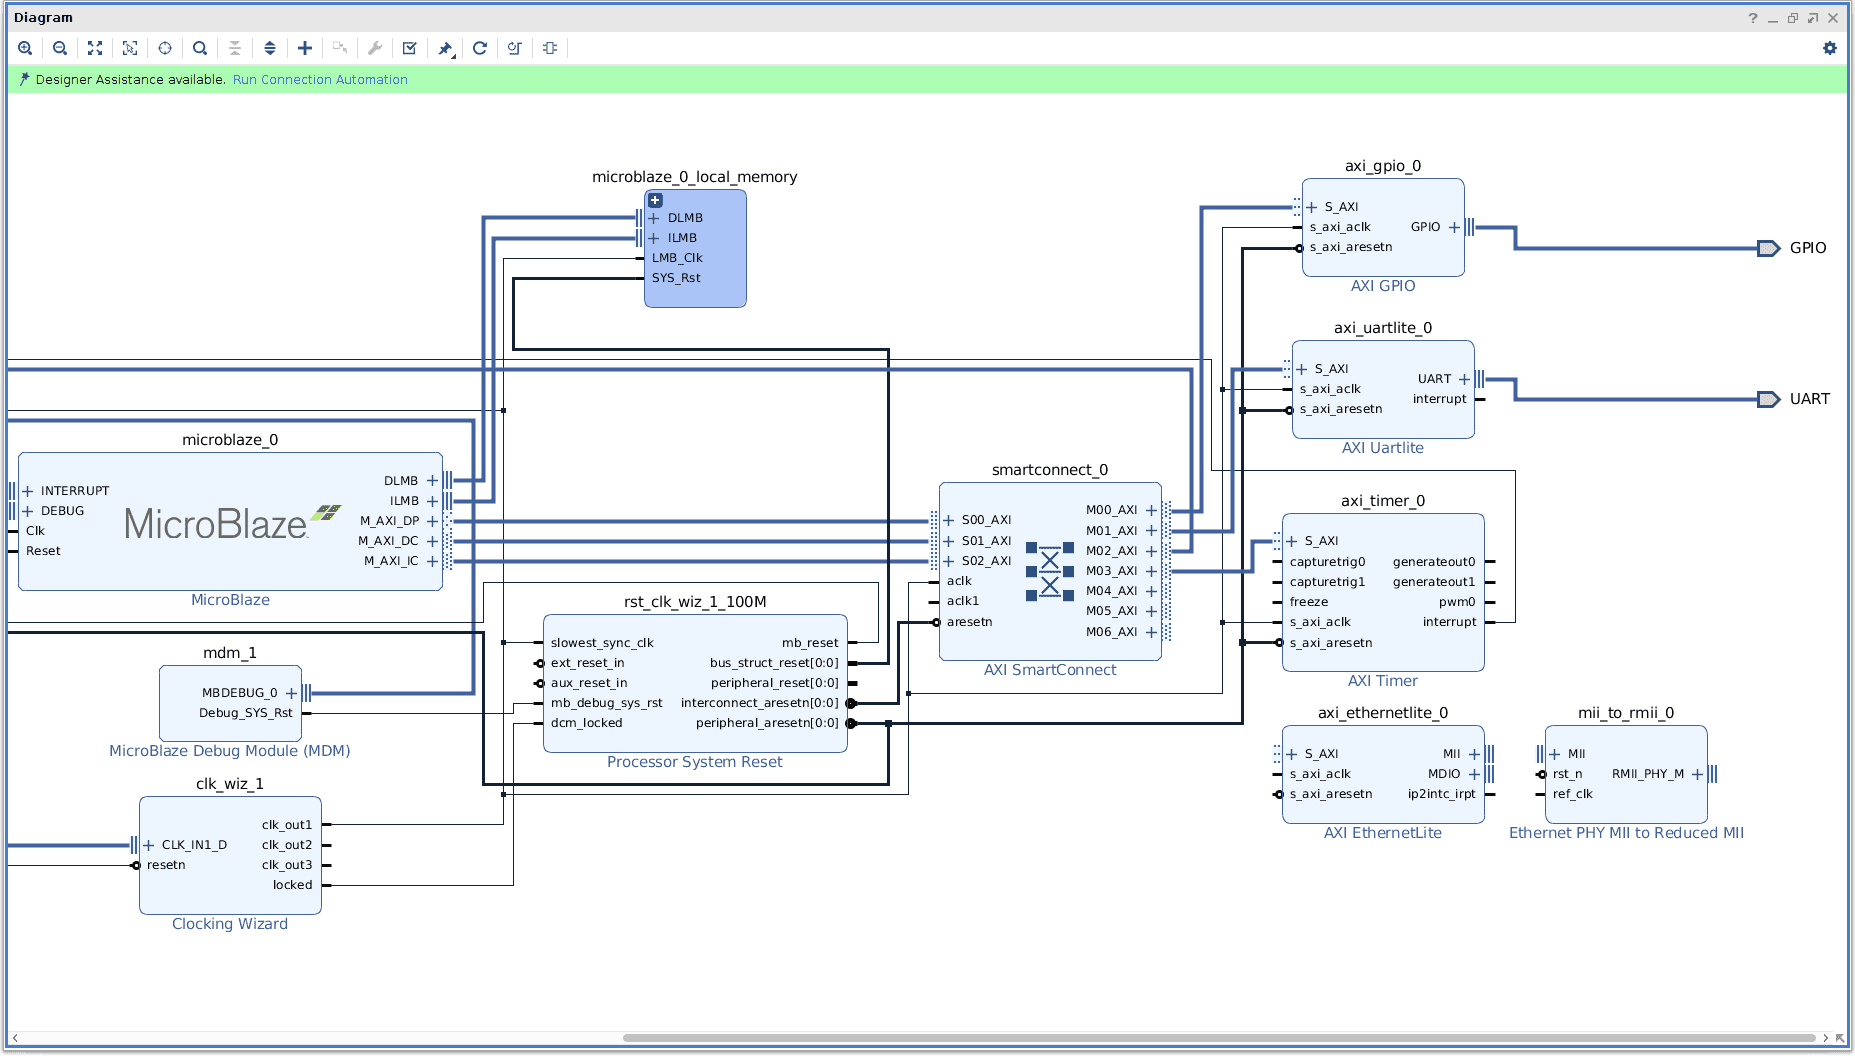 Diagram
Designer Assistance available. Run Connection Automation
microblaze_0_local_memory
DLMB
ILMB
LMB_Clk
SYS_Rst
axi_gpio_0
S_AXI
s_axi_aclk
s_axi_aresetn
GPIO
AXI GPIO
GPIO
axi_uartlite_0
S_AXI
s_axi_aclk
s_axi_aresetn
UART
interrupt
AXI Uartlite
UART
microblaze_0
INTERRUPT
DEBUG
Clk
Reset
MicroBlaze
DLMB
ILMB
M_AXI_DP
M_AXI_DC
M_AXI_IC
MicroBlaze
smartconnect_0
S00_AXI
S01_AXI
S02_AXI
aclk
aclk1
aresetn
M00_AXI
M01_AXI
M02_AXI
M03_AXI
M04_AXI
M05_AXI
M06_AXI
AXI SmartConnect
axi_timer_0
S_AXI
capturetrig0
capturetrig1
freeze
s_axi_aclk
s_axi_aresetn
generateout0
generateout1
pwm0
interrupt
AXI Timer
rst_clk_wiz_1_100M
slowest_sync_clk
ext_reset_in
aux_reset_in
mb_debug_sys_rst
dcm_locked
mb_reset
bus_struct_reset[0:0]
peripheral_reset[0:0]
interconnect_aresetn[0:0]
peripheral_aresetn[0:0]
Processor System Reset
mdm_1
MBDEBUG_0
Debug_SYS_Rst
MicroBlaze Debug Module (MDM)
axi_ethernetlite_0
S_AXI
s_axi_aclk
s_axi_aresetn
MII
MDIO
ip2intc_irpt
AXI EthernetLite
mii_to_rmii_0
MII
rst_n
ref_clk
RMII_PHY_M
Ethernet PHY MII to Reduced MII
clk_wiz_1
CLK_IN1_D
resetn
clk_out1
clk_out2
clk_out3
locked
Clocking Wizard